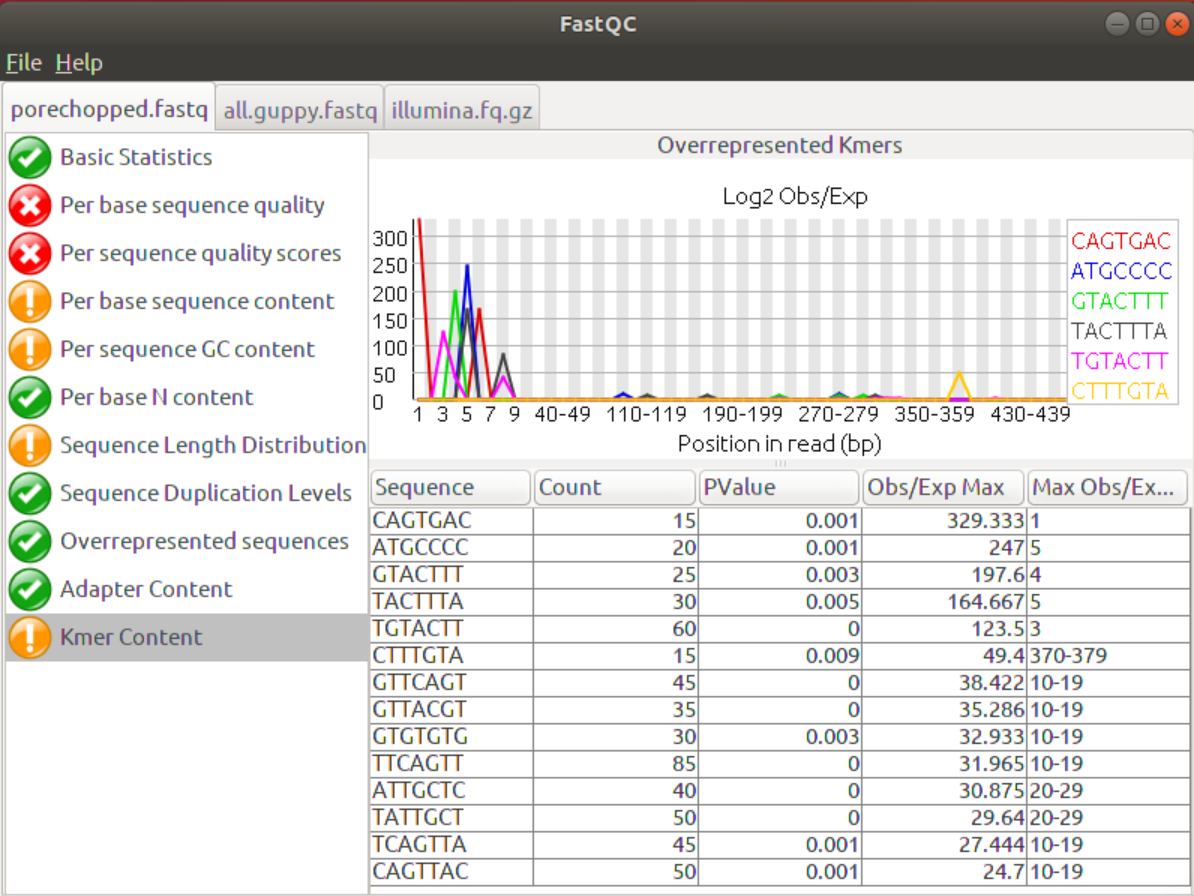 FastQC
File Help
porechopped.fastq all.guppy.fastq illumina.fq.gz
Basic Statistics
Per base sequence quality
Per sequence quality scores
Per base sequence content
Per sequence GC content
Per base N content
Sequence Length Distribution
Sequence Duplication Levels
Overrepresented sequences
Adapter Content
Kmer Content
Overrepresented Kmers
Log2 Obs/Exp
300
250
200
150
100
50
0
1 3 5 7 9 40-49 110-119 190-199 270-279 350-359 430-439
Position in read (bp)
CAGTGAC
ATGCCCC
GTACTTT
TACTTTA
TGTACTT
CTTTGTA
Sequence Count PValue Obs/Exp Max Max Obs/Ex...
CAGTGAC 15 0.001 329.333 1
ATGCCCC 20 0.001 247 5
GTACTTT 25 0.003 197.6 4
TACTTTA 30 0.005 164.667 5
TGTACTT 60 0 123.5 3
CTTTGTA 15 0.009 49.4 370-379
GTTCAGT 45 0 38.422 10-19
GTTACGT 35 0 35.286 10-19
GTGTGTG 30 0.003 32.933 10-19
TTCAGTT 85 0 31.965 10-19
ATTGCTC 40 0 30.875 20-29
TATTGCT 50 0 29.64 20-29
TCAGTTA 45 0.001 27.444 10-19
CAGTTAC 50 0.001 24.7 10-19